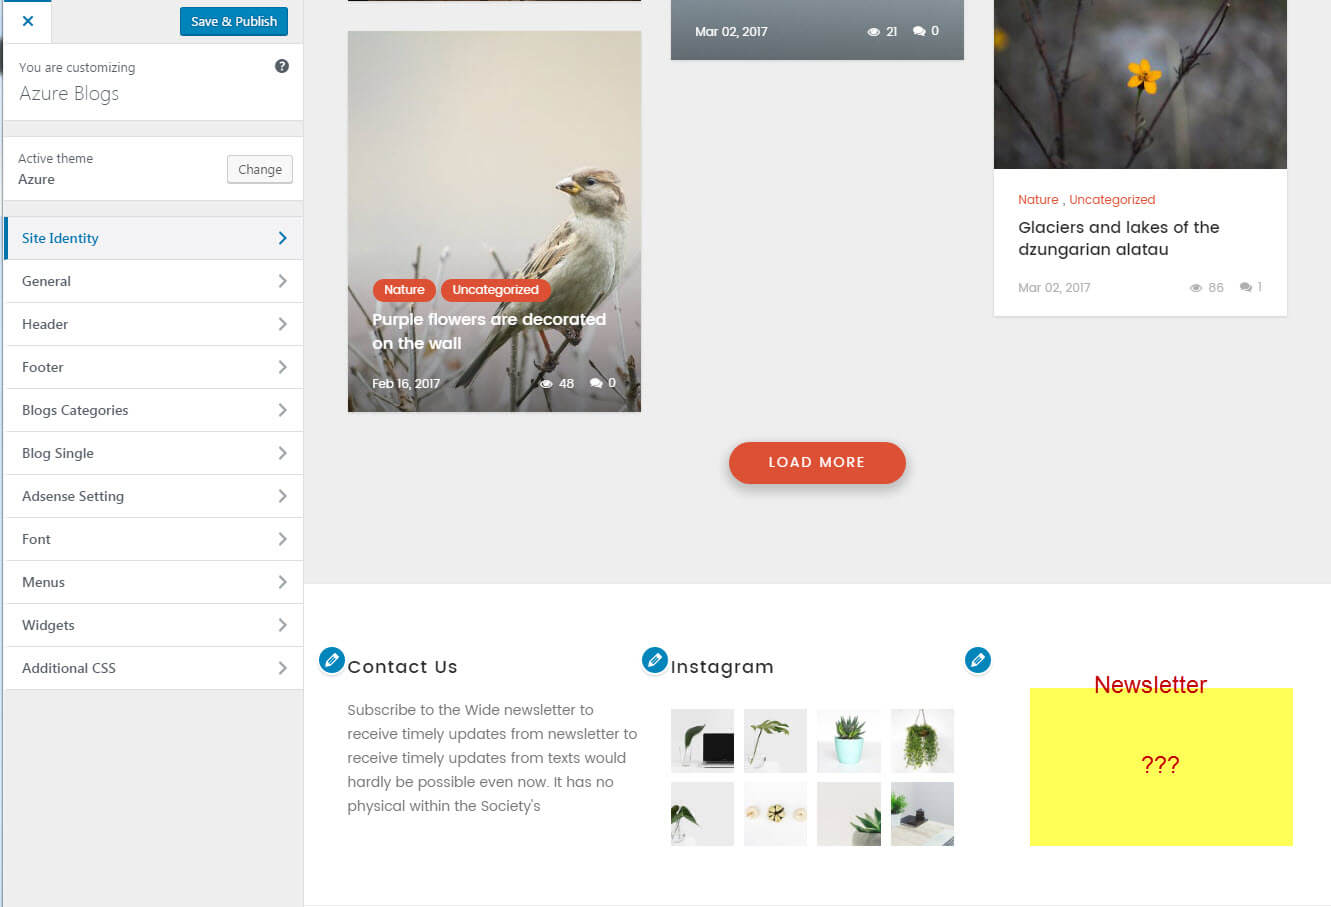 Save & Publish
You are customizing
Azure Blogs
Active theme
Azure
Change
Site Identity
General
Header
Footer
Blogs Categories
Blog Single
Adsense Setting
Font
Menus
Widgets
Additional CSS
Mar 02, 2017 21 0
Nature Uncategorized
Purple flowers are decorated
on the wall
Feb 16, 2017 48 0
Nature , Uncategorized
Glaciers and lakes of the
dzungarian alatau
Mar 02, 2017 86 1
LOAD MORE
Contact Us
Subscribe to the Wide newsletter to
receive timely updates from newsletter to
receive timely updates from texts would
hardly be possible even now. It has no
physical within the Society's
Instagram
Newsletter
???